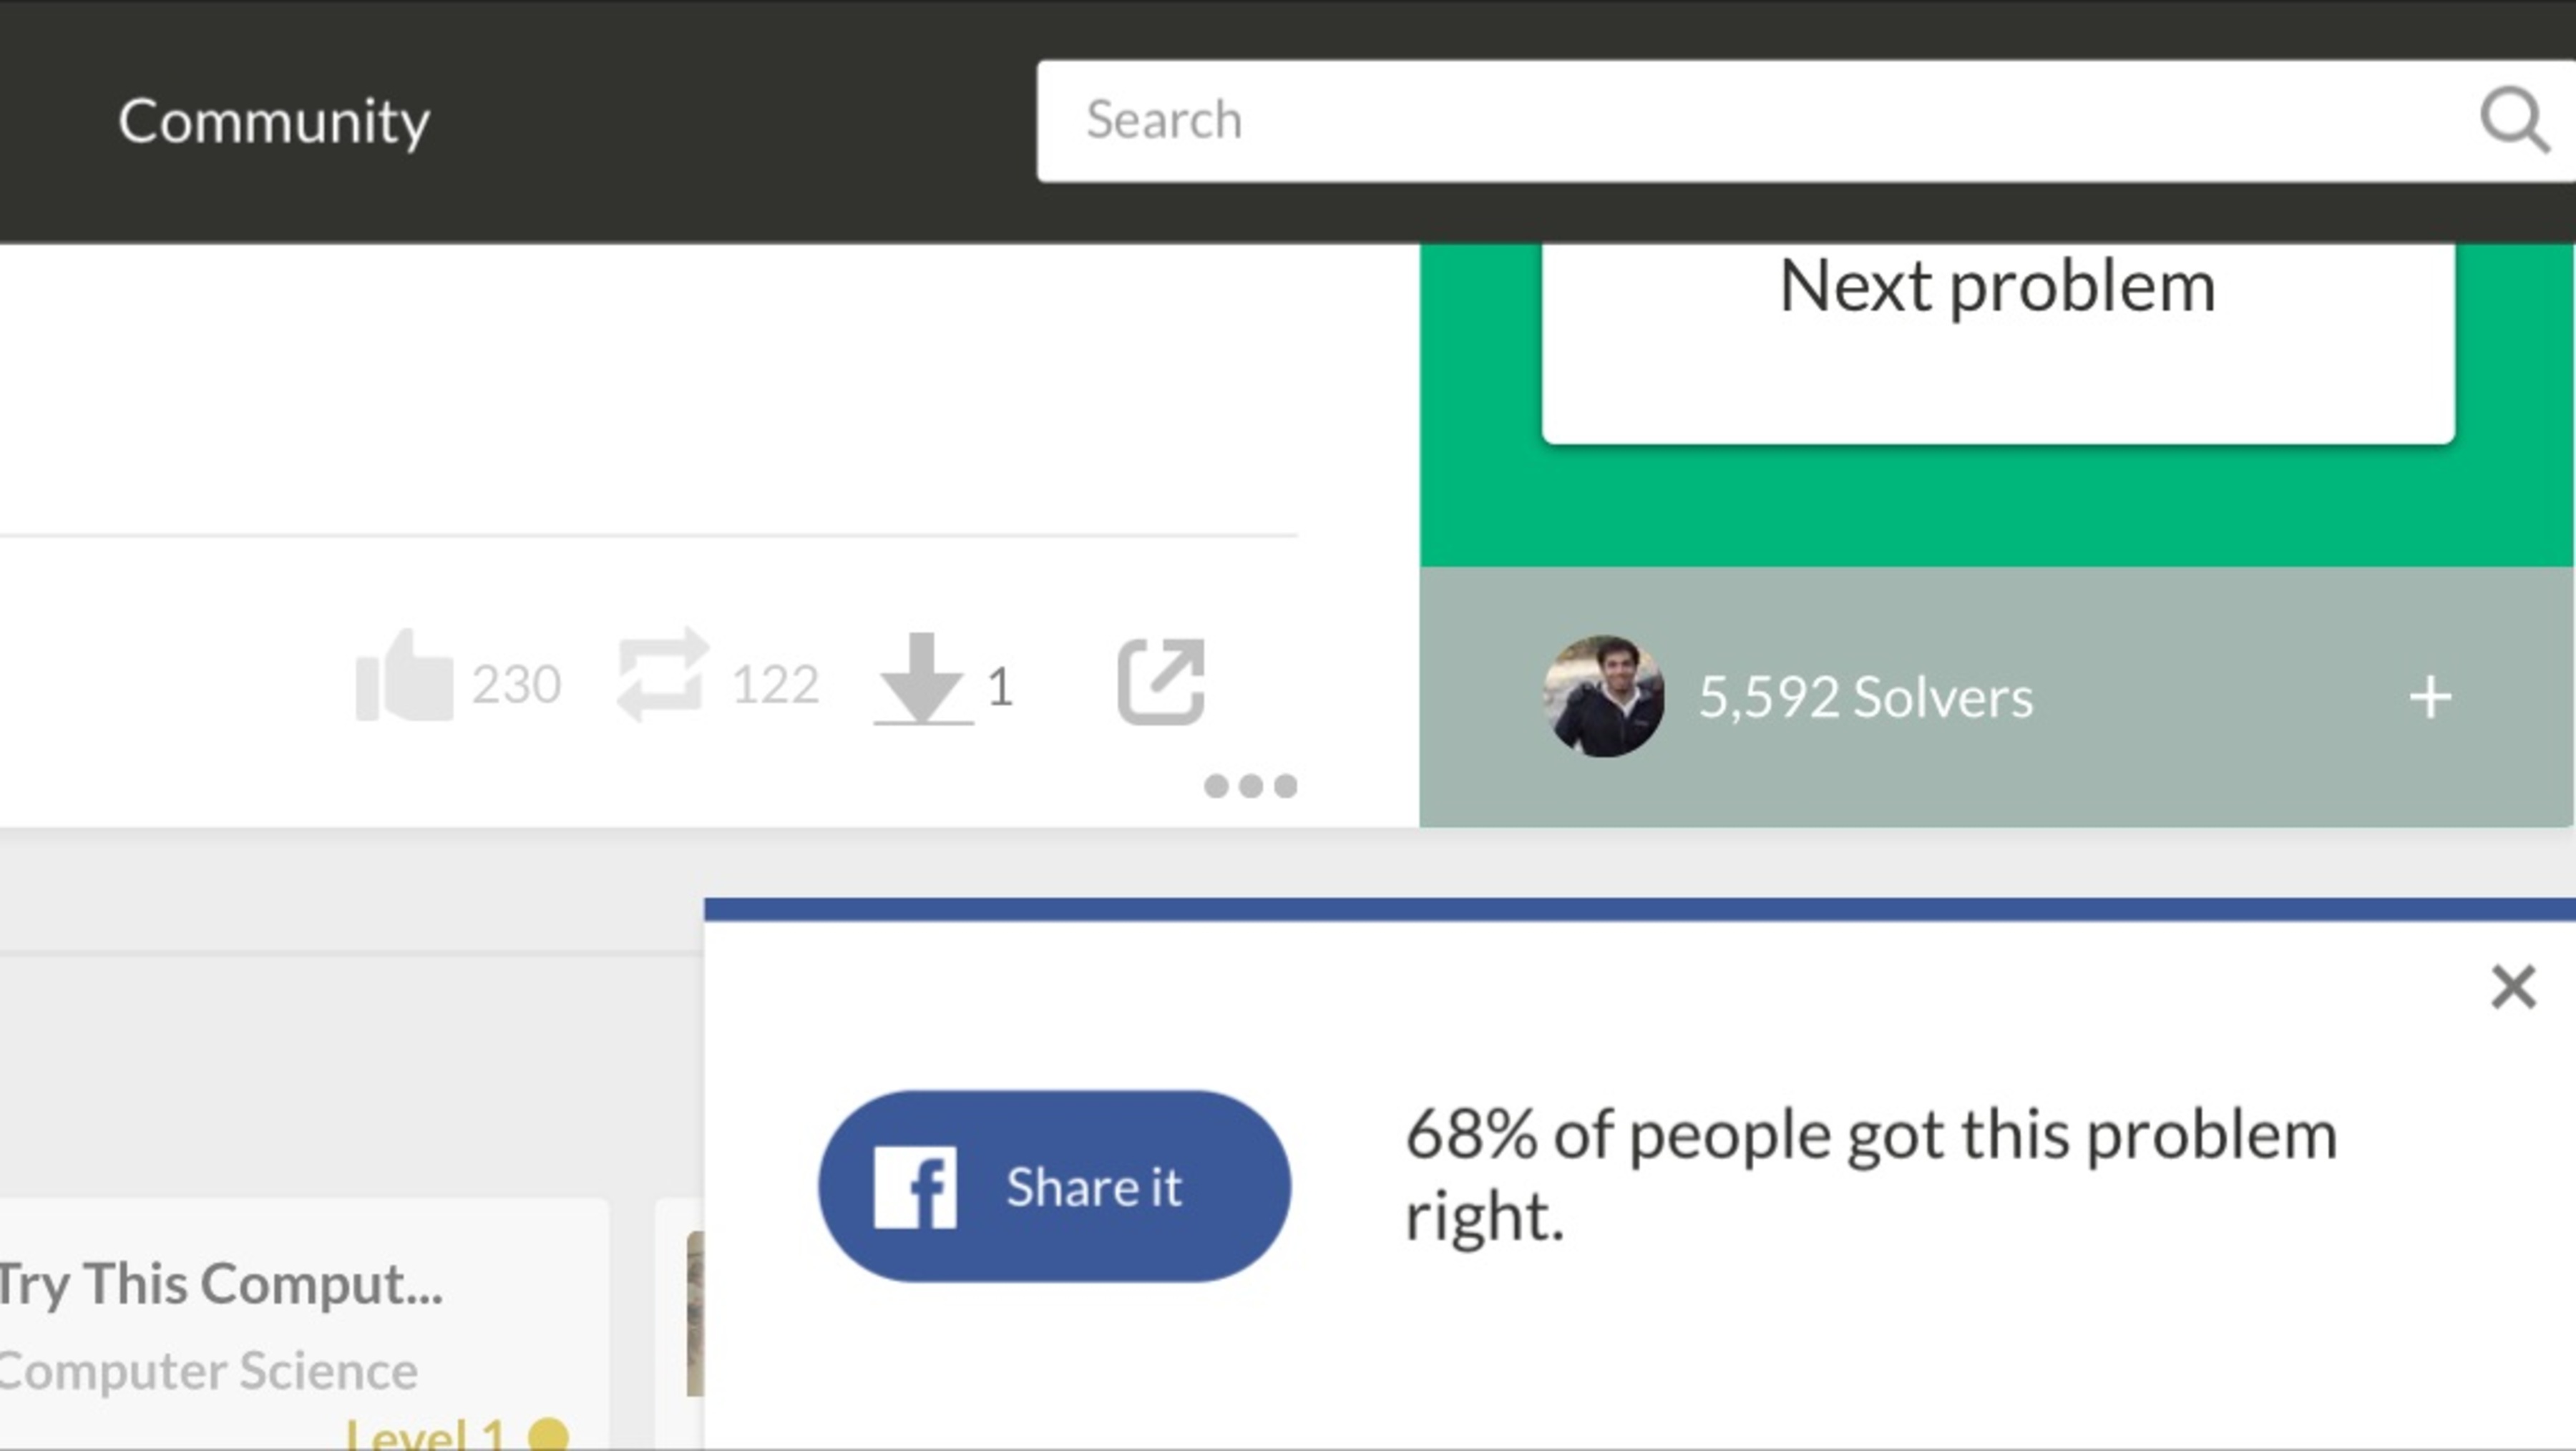 Community
Search
Next problem
230
122
1
5,592 Solvers
Share it
68% of people got this problem
right.
Try This Comput...
Computer Science
Level 1